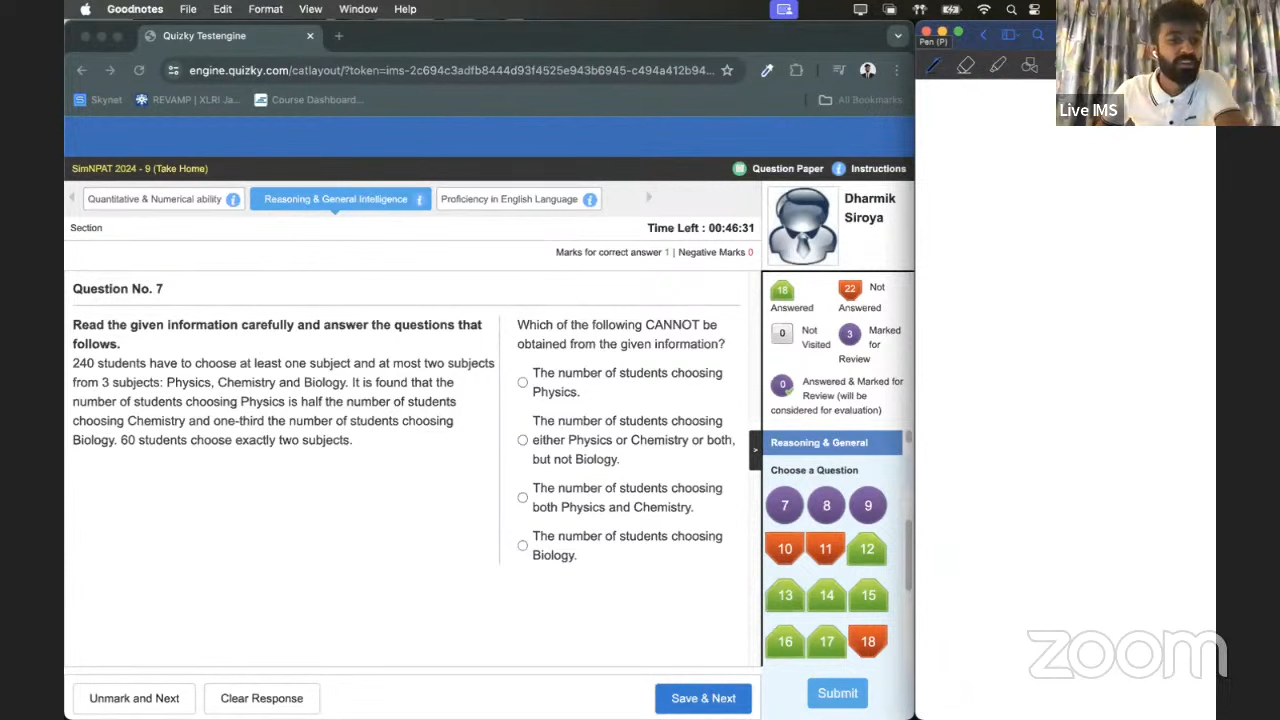 Goodnotes File Edit Format View Window Help
Quizky Testengine
engine.quizky.com/catlayout/?token=ims-2c694c3adfb8444d93f4525e943b6945-c494a412b94...
Skynet REVAMP | XLRI Ja... Course Dashboard... All Bookmarks
Pen (P)
Live IMS
SimNPAT 2024 - 9 (Take Home) Question Paper Instructions
Quantitative & Numerical ability Reasoning & General Intelligence Proficiency in English Language
Section Time Left : 00:46:31
Marks for correct answer 1 | Negative Marks 0
Dharmik
Siroya
Question No. 7
Read the given information carefully and answer the questions that
follows.
240 students have to choose at least one subject and at most two subjects
from 3 subjects: Physics, Chemistry and Biology. It is found that the
number of students choosing Physics is half the number of students
choosing Chemistry and one-third the number of students choosing
Biology. 60 students choose exactly two subjects.
Which of the following CANNOT be
obtained from the given information?
The number of students choosing
Physics.
The number of students choosing
either Physics or Chemistry or both,
but not Biology.
The number of students choosing
both Physics and Chemistry.
The number of students choosing
Biology.
18 Answered
22 Not Answered
0 Not Visited
3 Marked for Review
0 Answered & Marked for
Review (will be
considered for evaluation)
Reasoning & General
Choose a Question
7 8 9
10 11 12
13 14 15
16 17 18
Unmark and Next Clear Response Save & Next Submit
zoom